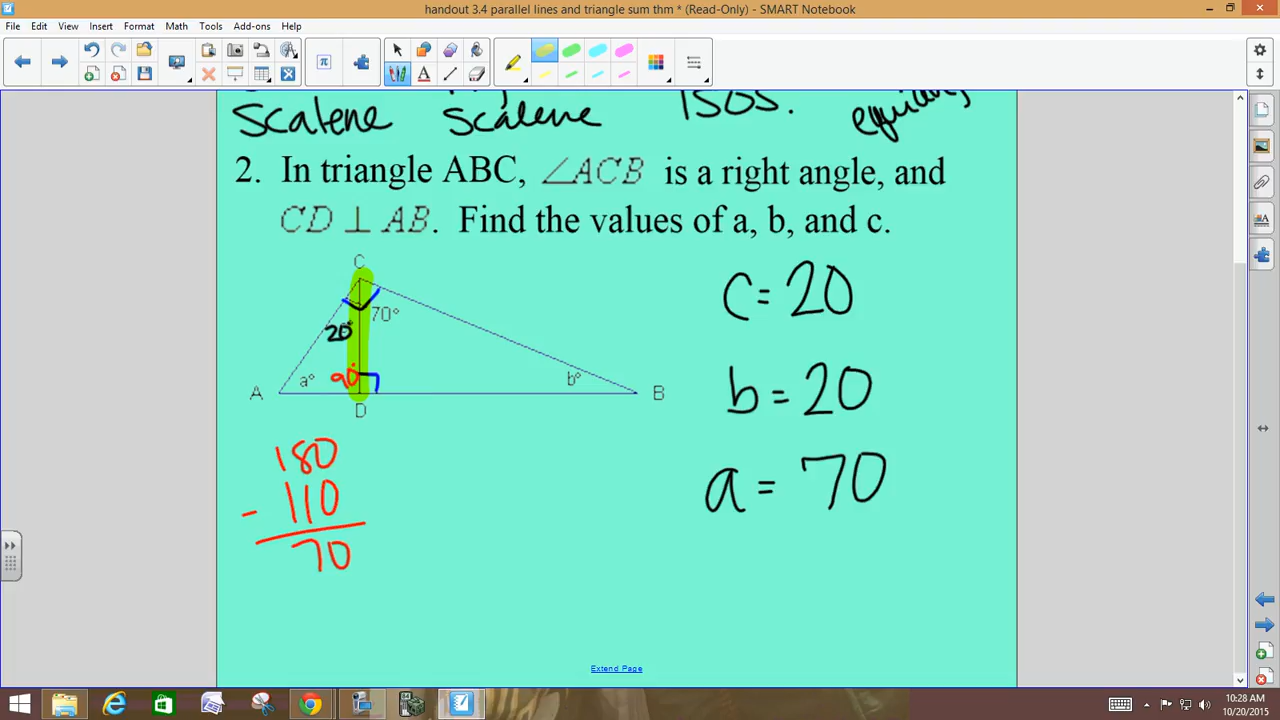 handout 3.4 parallel lines and triangle sum thm * (Read-Only) - SMART Notebook
File Edit View Insert Format Math Tools Add-ons Help
scalene scalene isos. equiang
2. In triangle ABC, ∠ACB is a right angle, and
CD ⊥ AB. Find the values of a, b, and c.
C
70°
20°
a° 90° b°
A B
D
c = 20
b = 20
a = 70
180
- 110
70
Extend Page
10:28 AM
10/20/2015